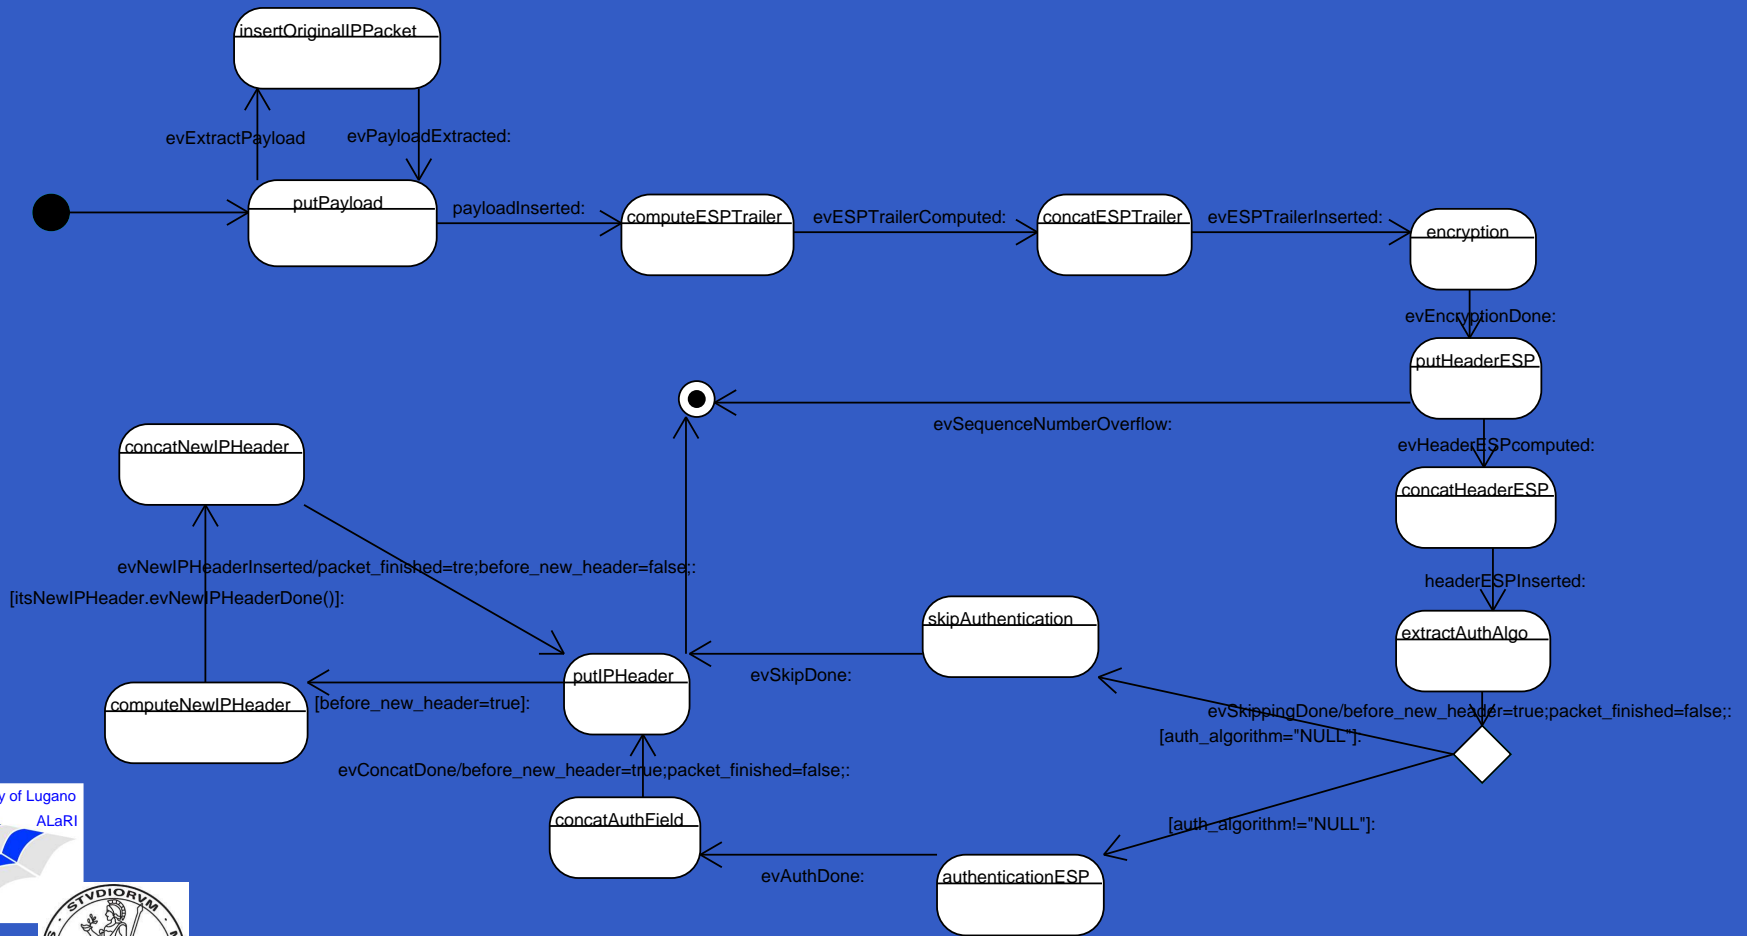 insertOriginalIPPacket
evExtractPayload
evPayloadExtracted:
putPayload
payloadInserted:
computeESPTrailer
evESPTrailerComputed:
concatESPTrailer
evESPTrailerInserted:
encryption
evEncryptionDone:
putHeaderESP
evSequenceNumberOverflow:
evHeaderESPcomputed:
concatNewIPHeader
concatHeaderESP
evNewIPHeaderInserted/packet_finished=tre;before_new_header=false;:
headerESPInserted:
[itsNewIPHeader.evNewIPHeaderDone()]:
skipAuthentication
extractAuthAlgo
putIPHeader
evSkipDone:
computeNewIPHeader
[before_new_header=true]:
evSkippingDone/before_new_header=true;packet_finished=false;:
[auth_algorithm="NULL"]:
evConcatDone/before_new_header=true;packet_finished=false;:
y of Lugano
ALaRI
concatAuthField
[auth_algorithm!="NULL"]:
evAuthDone:
authenticationESP
STVDIORVM